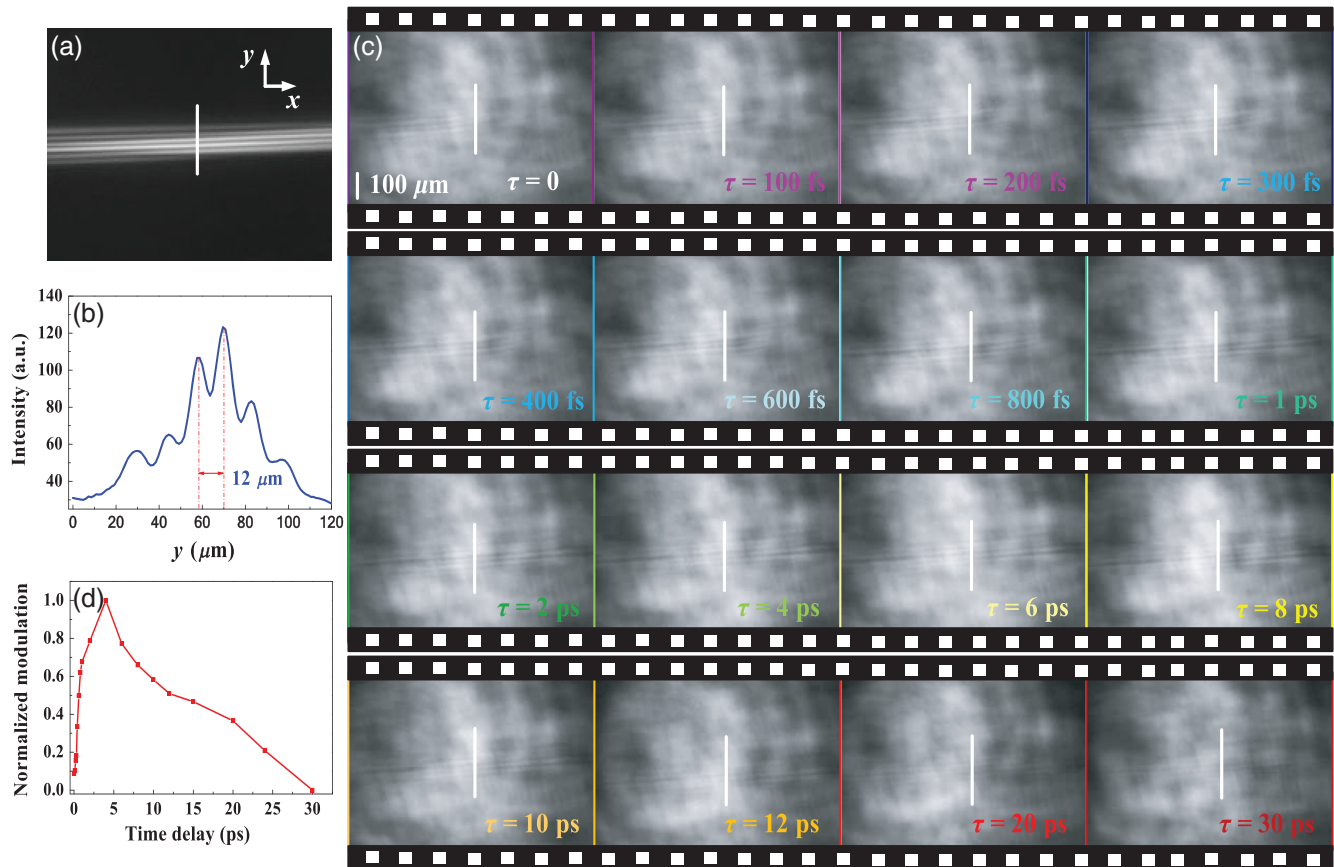 (a)
y
x
(b)
140
120
100
80
60
40
Intensity (a.u.)
12 μm
0 20 40 60 80 100 120
y (μm)
(c)
100 μm
τ = 0
τ = 100 fs
τ = 200 fs
τ = 300 fs
τ = 400 fs
τ = 600 fs
τ = 800 fs
τ = 1 ps
τ = 2 ps
τ = 4 ps
τ = 6 ps
τ = 8 ps
τ = 10 ps
τ = 12 ps
τ = 20 ps
τ = 30 ps
(d)
1.0
0.8
0.6
0.4
0.2
0.0
Normalized modulation
0 5 10 15 20 25 30
Time delay (ps)